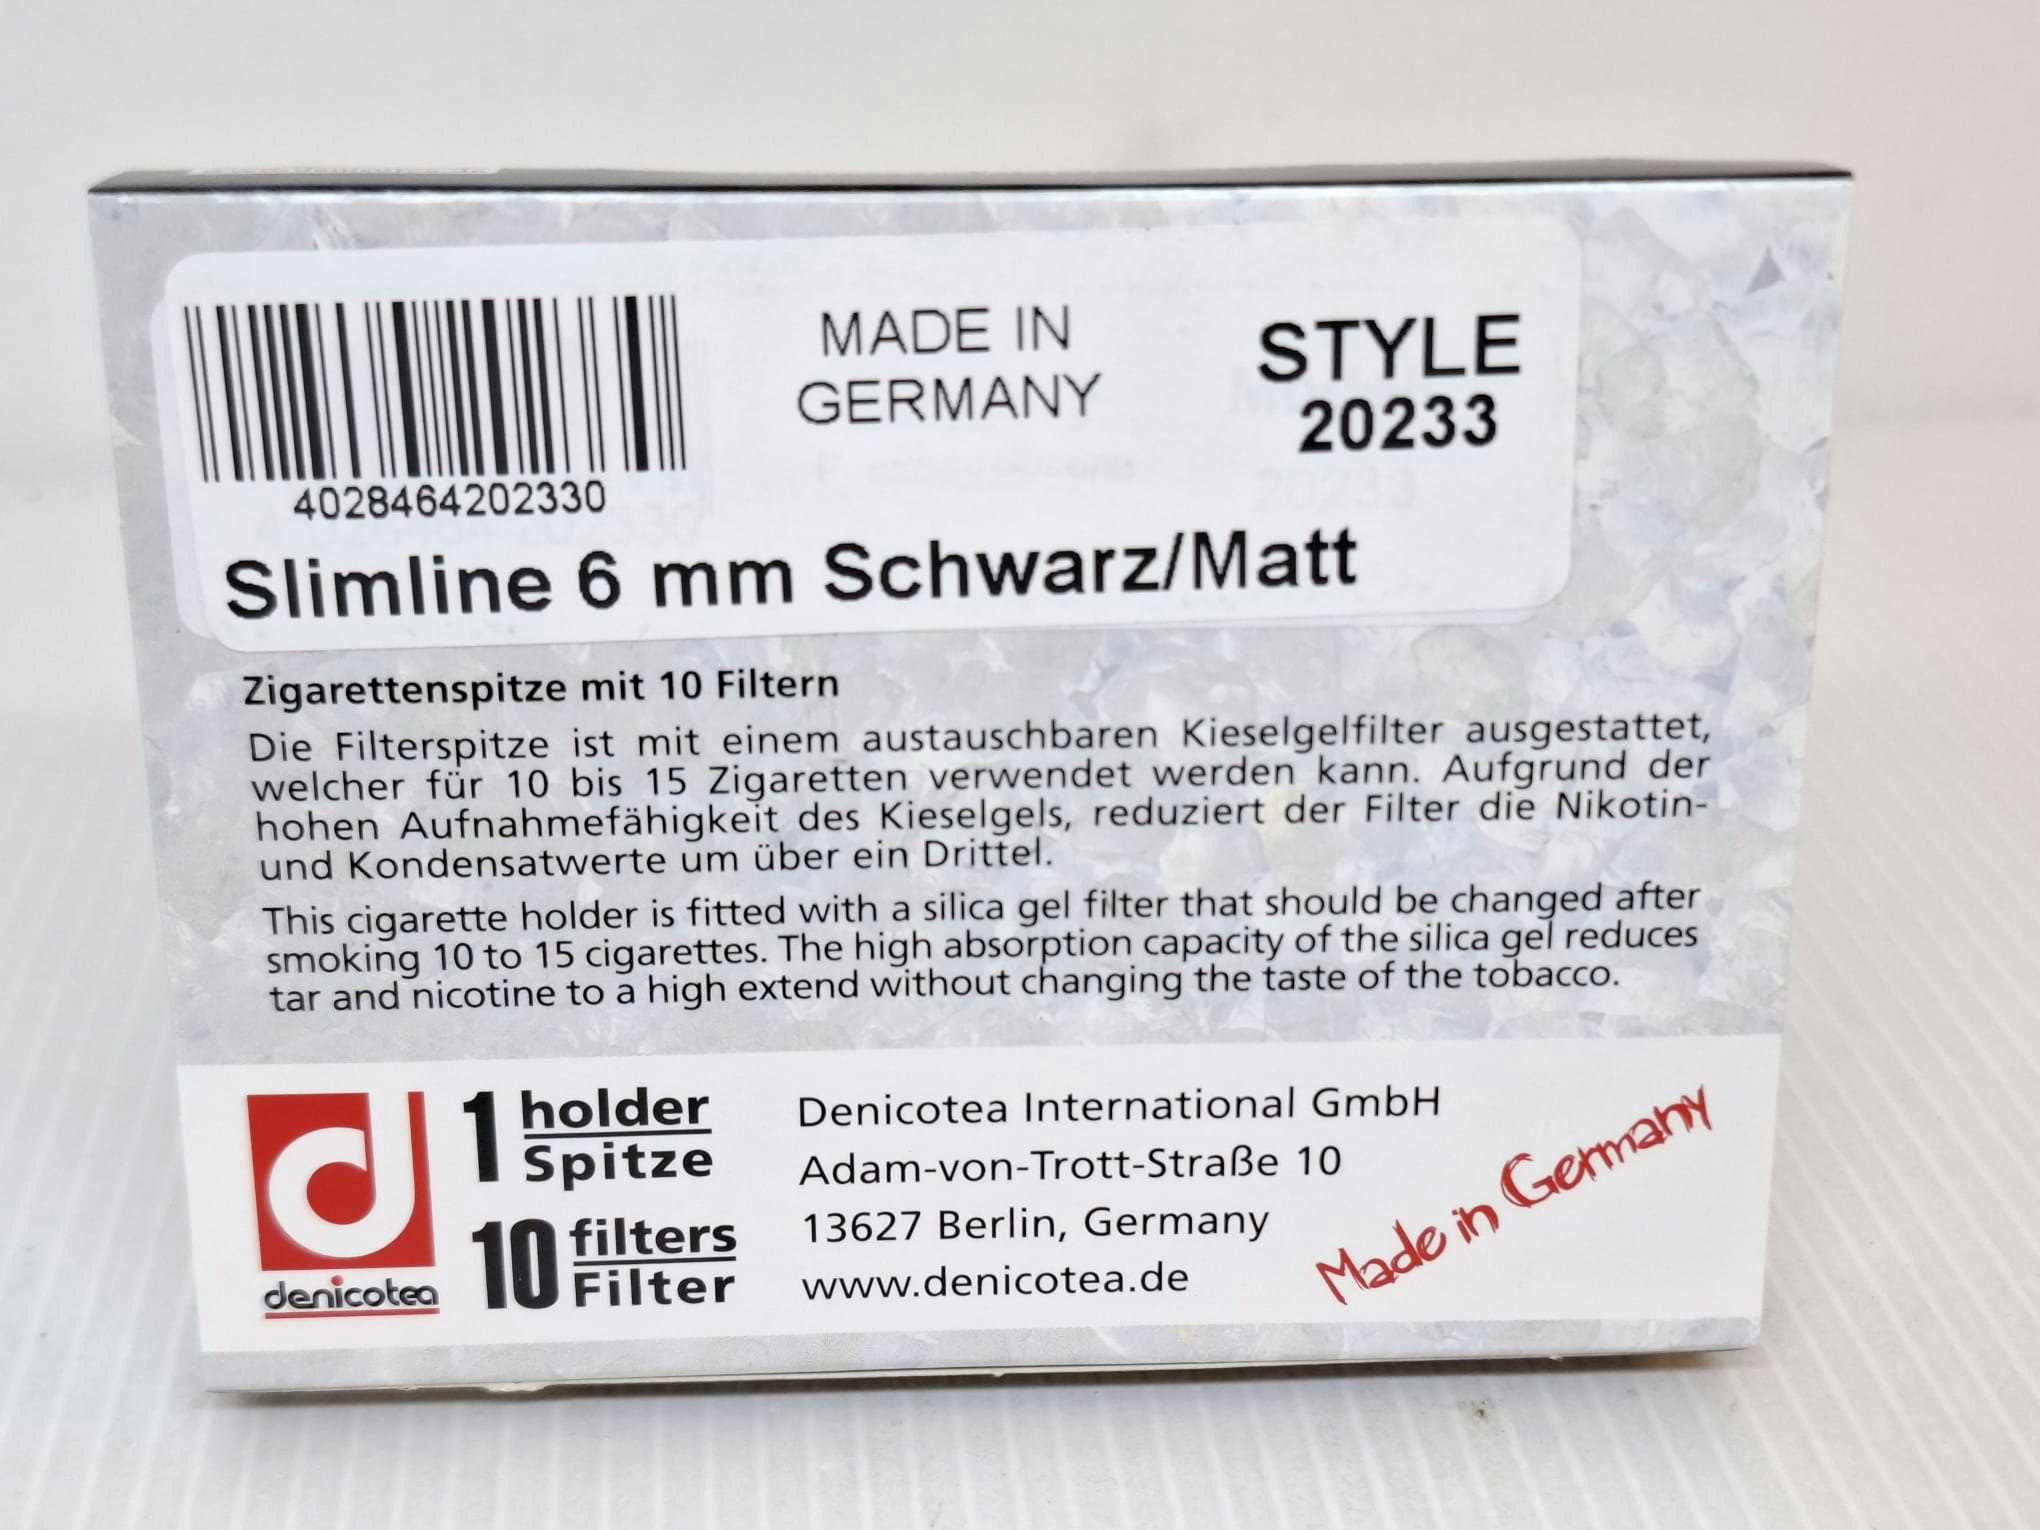 4028464202330
MADE IN
GERMANY
STYLE
20233
Slimline 6 mm Schwarz/Matt
Zigarettenspitze mit 10 Filtern
Die Filterspitze ist mit einem austauschbaren Kieselgelfilter ausgestattet,
welcher für 10 bis 15 Zigaretten verwendet werden kann. Aufgrund der
hohen Aufnahmefähigkeit des Kieselgels, reduziert der Filter die Nikotin-
und Kondensatwerte um über ein Drittel.
This cigarette holder is fitted with a silica gel filter that should be changed after
smoking 10 to 15 cigarettes. The high absorption capacity of the silica gel reduces
tar and nicotine to a high extend without changing the taste of the tobacco.
denicotea
1 holder
Spitze
10 filters
Filter
Denicotea International GmbH
Adam-von-Trott-Straße 10
13627 Berlin, Germany
www.denicotea.de
Made in Germany